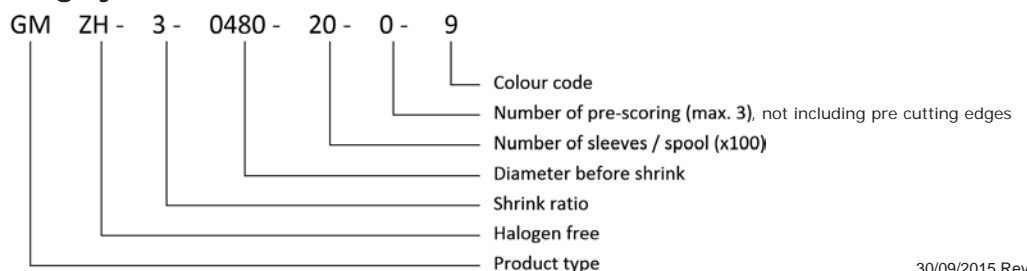 GM ZH - 3 - 0480 - 20 - 0 - 9
Colour code
Number of pre-scoring (max. 3), not including pre cutting edges
Number of sleeves / spool (x100)
Diameter before shrink
Shrink ratio
Halogen free
Product type
30/09/2015 Rev